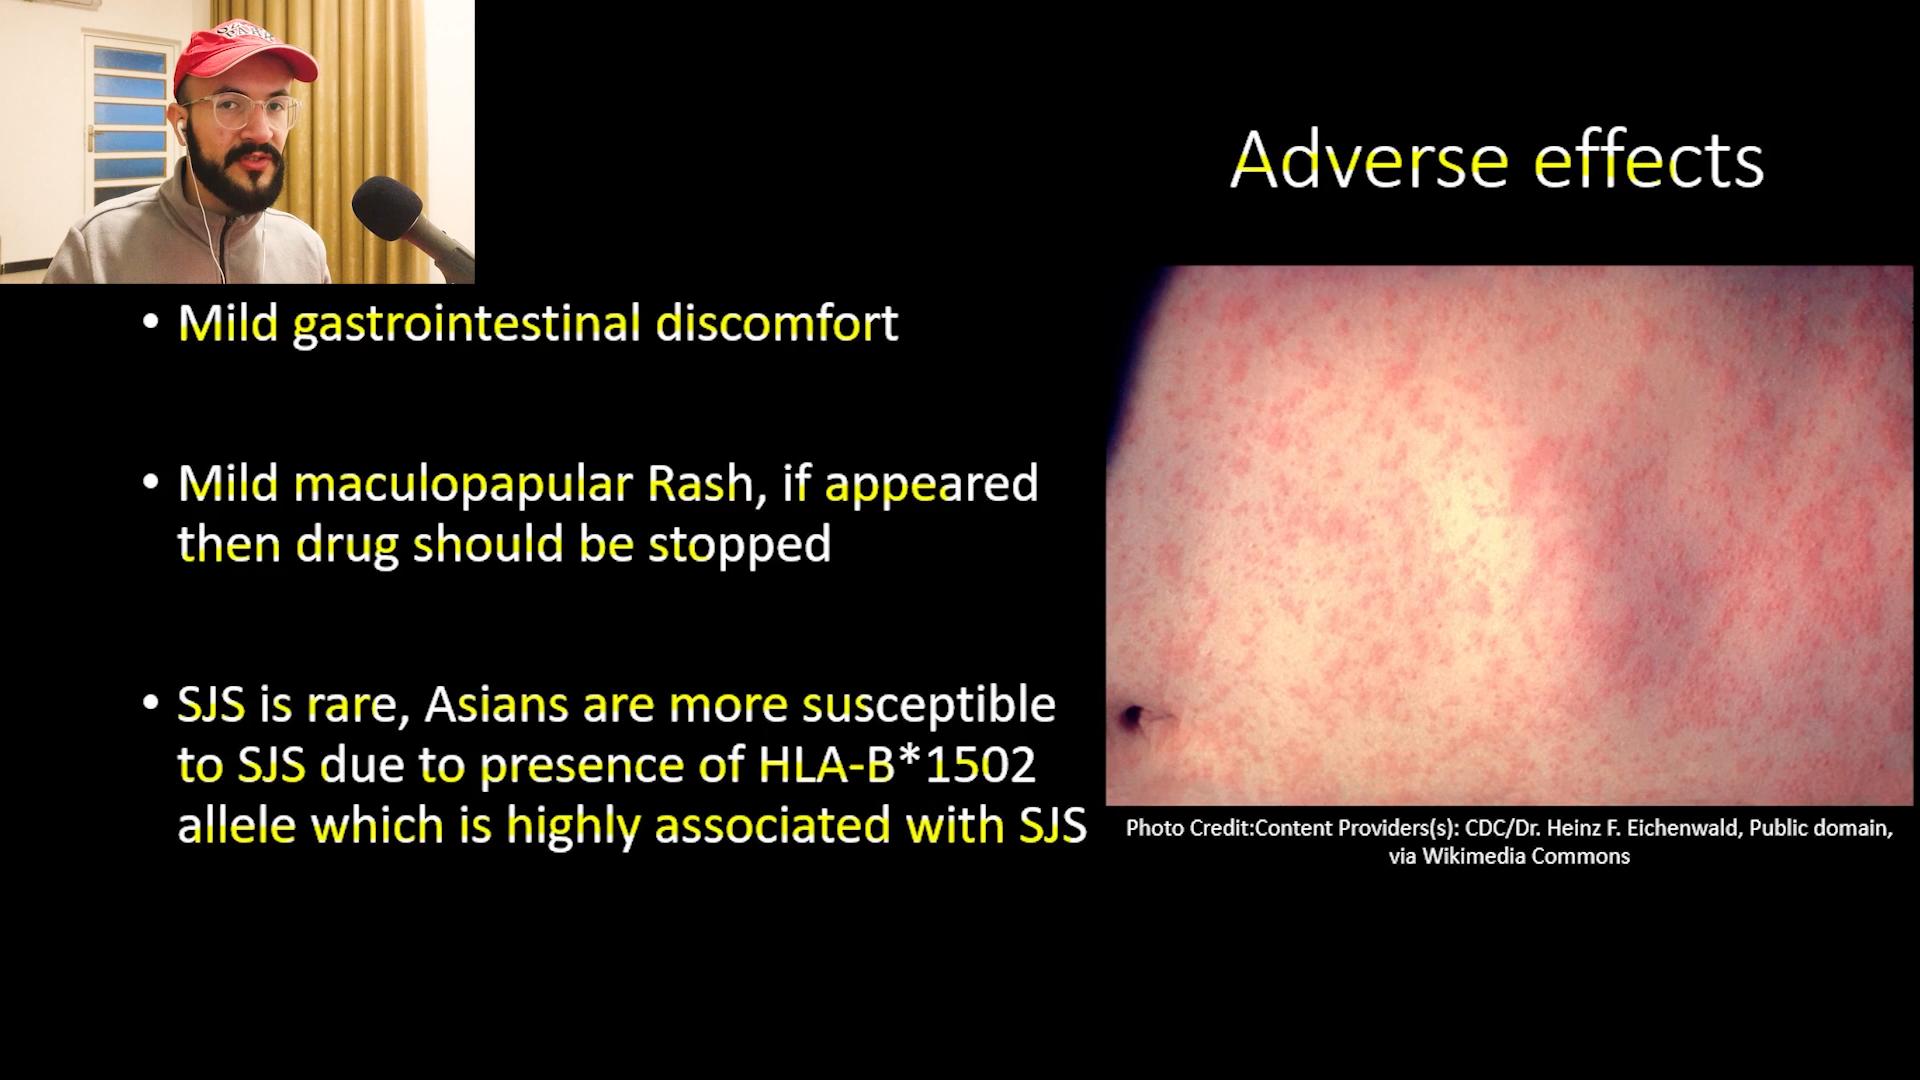 Adverse effects
• Mild gastrointestinal discomfort
• Mild maculopapular Rash, if appeared
then drug should be stopped
• SJS is rare, Asians are more susceptible
to SJS due to presence of HLA-B*1502
allele which is highly associated with SJS
Photo Credit:Content Providers(s): CDC/Dr. Heinz F. Eichenwald, Public domain,
via Wikimedia Commons